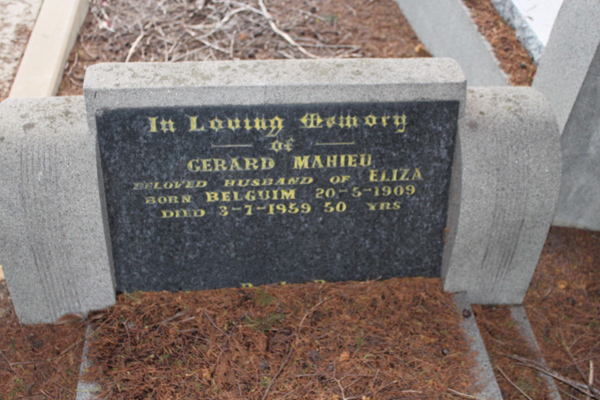 In Loving Memory
of
GERARD MAHIEU
BELOVED HUSBAND OF ELIZA
BORN BELGUIM 20-5-1909
DIED 3-7-1959 50 YRS